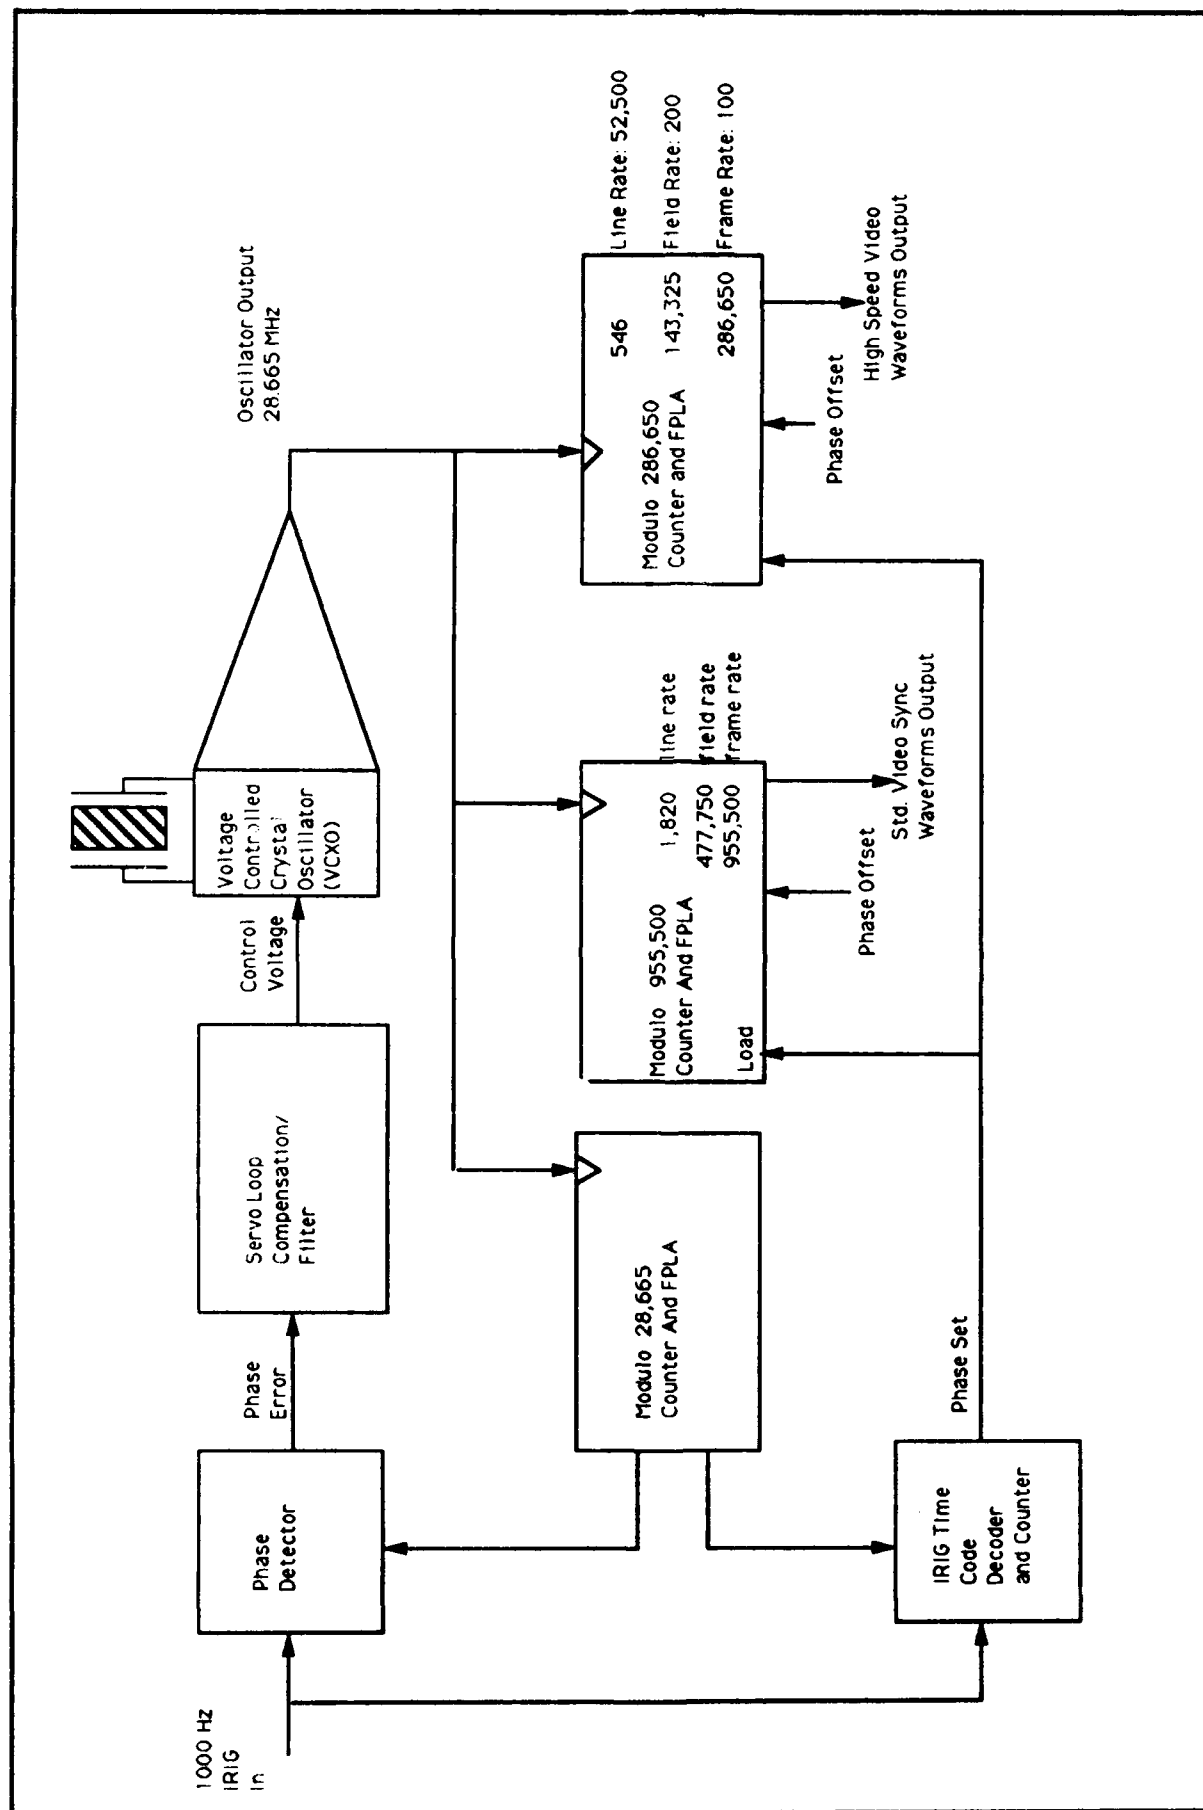 1000 Hz
IRIG
In
Phase
Detector
Phase
Error
Servo Loop
Compensation/
Filter
Control
Voltage
Voltage
Controlled
Crystal
Oscillator
(VCXO)
Oscillator Output
28.665 MHz
Modulo 28,665
Counter And FPLA
Modulo 955,500
Counter And FPLA
Load
1,820 line rate
477,750 field rate
955,500 frame rate
Phase Offset
Std. Video Sync
Waveforms Output
Modulo 286,650
Counter and FPLA
546 Line Rate: 52,500
143,325 Field Rate: 200
286,650 Frame Rate: 100
Phase Offset
High Speed Video
Waveforms Output
IRIG Time
Code
Decoder
and Counter
Phase Set